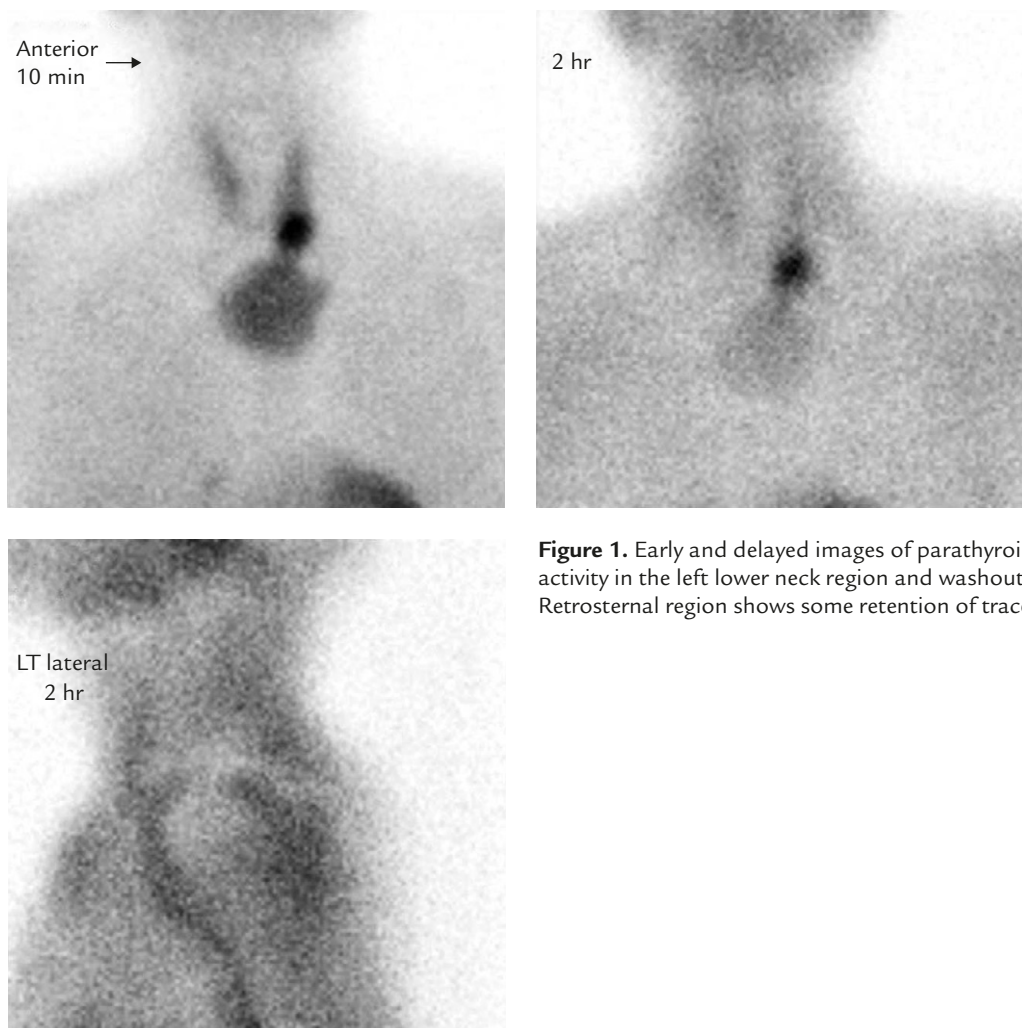 Anterior
10 min
2 hr
LT lateral
2 hr
Figure 1. Early and delayed images of parathyroi
activity in the left lower neck region and washout
Retrosternal region shows some retention of trac